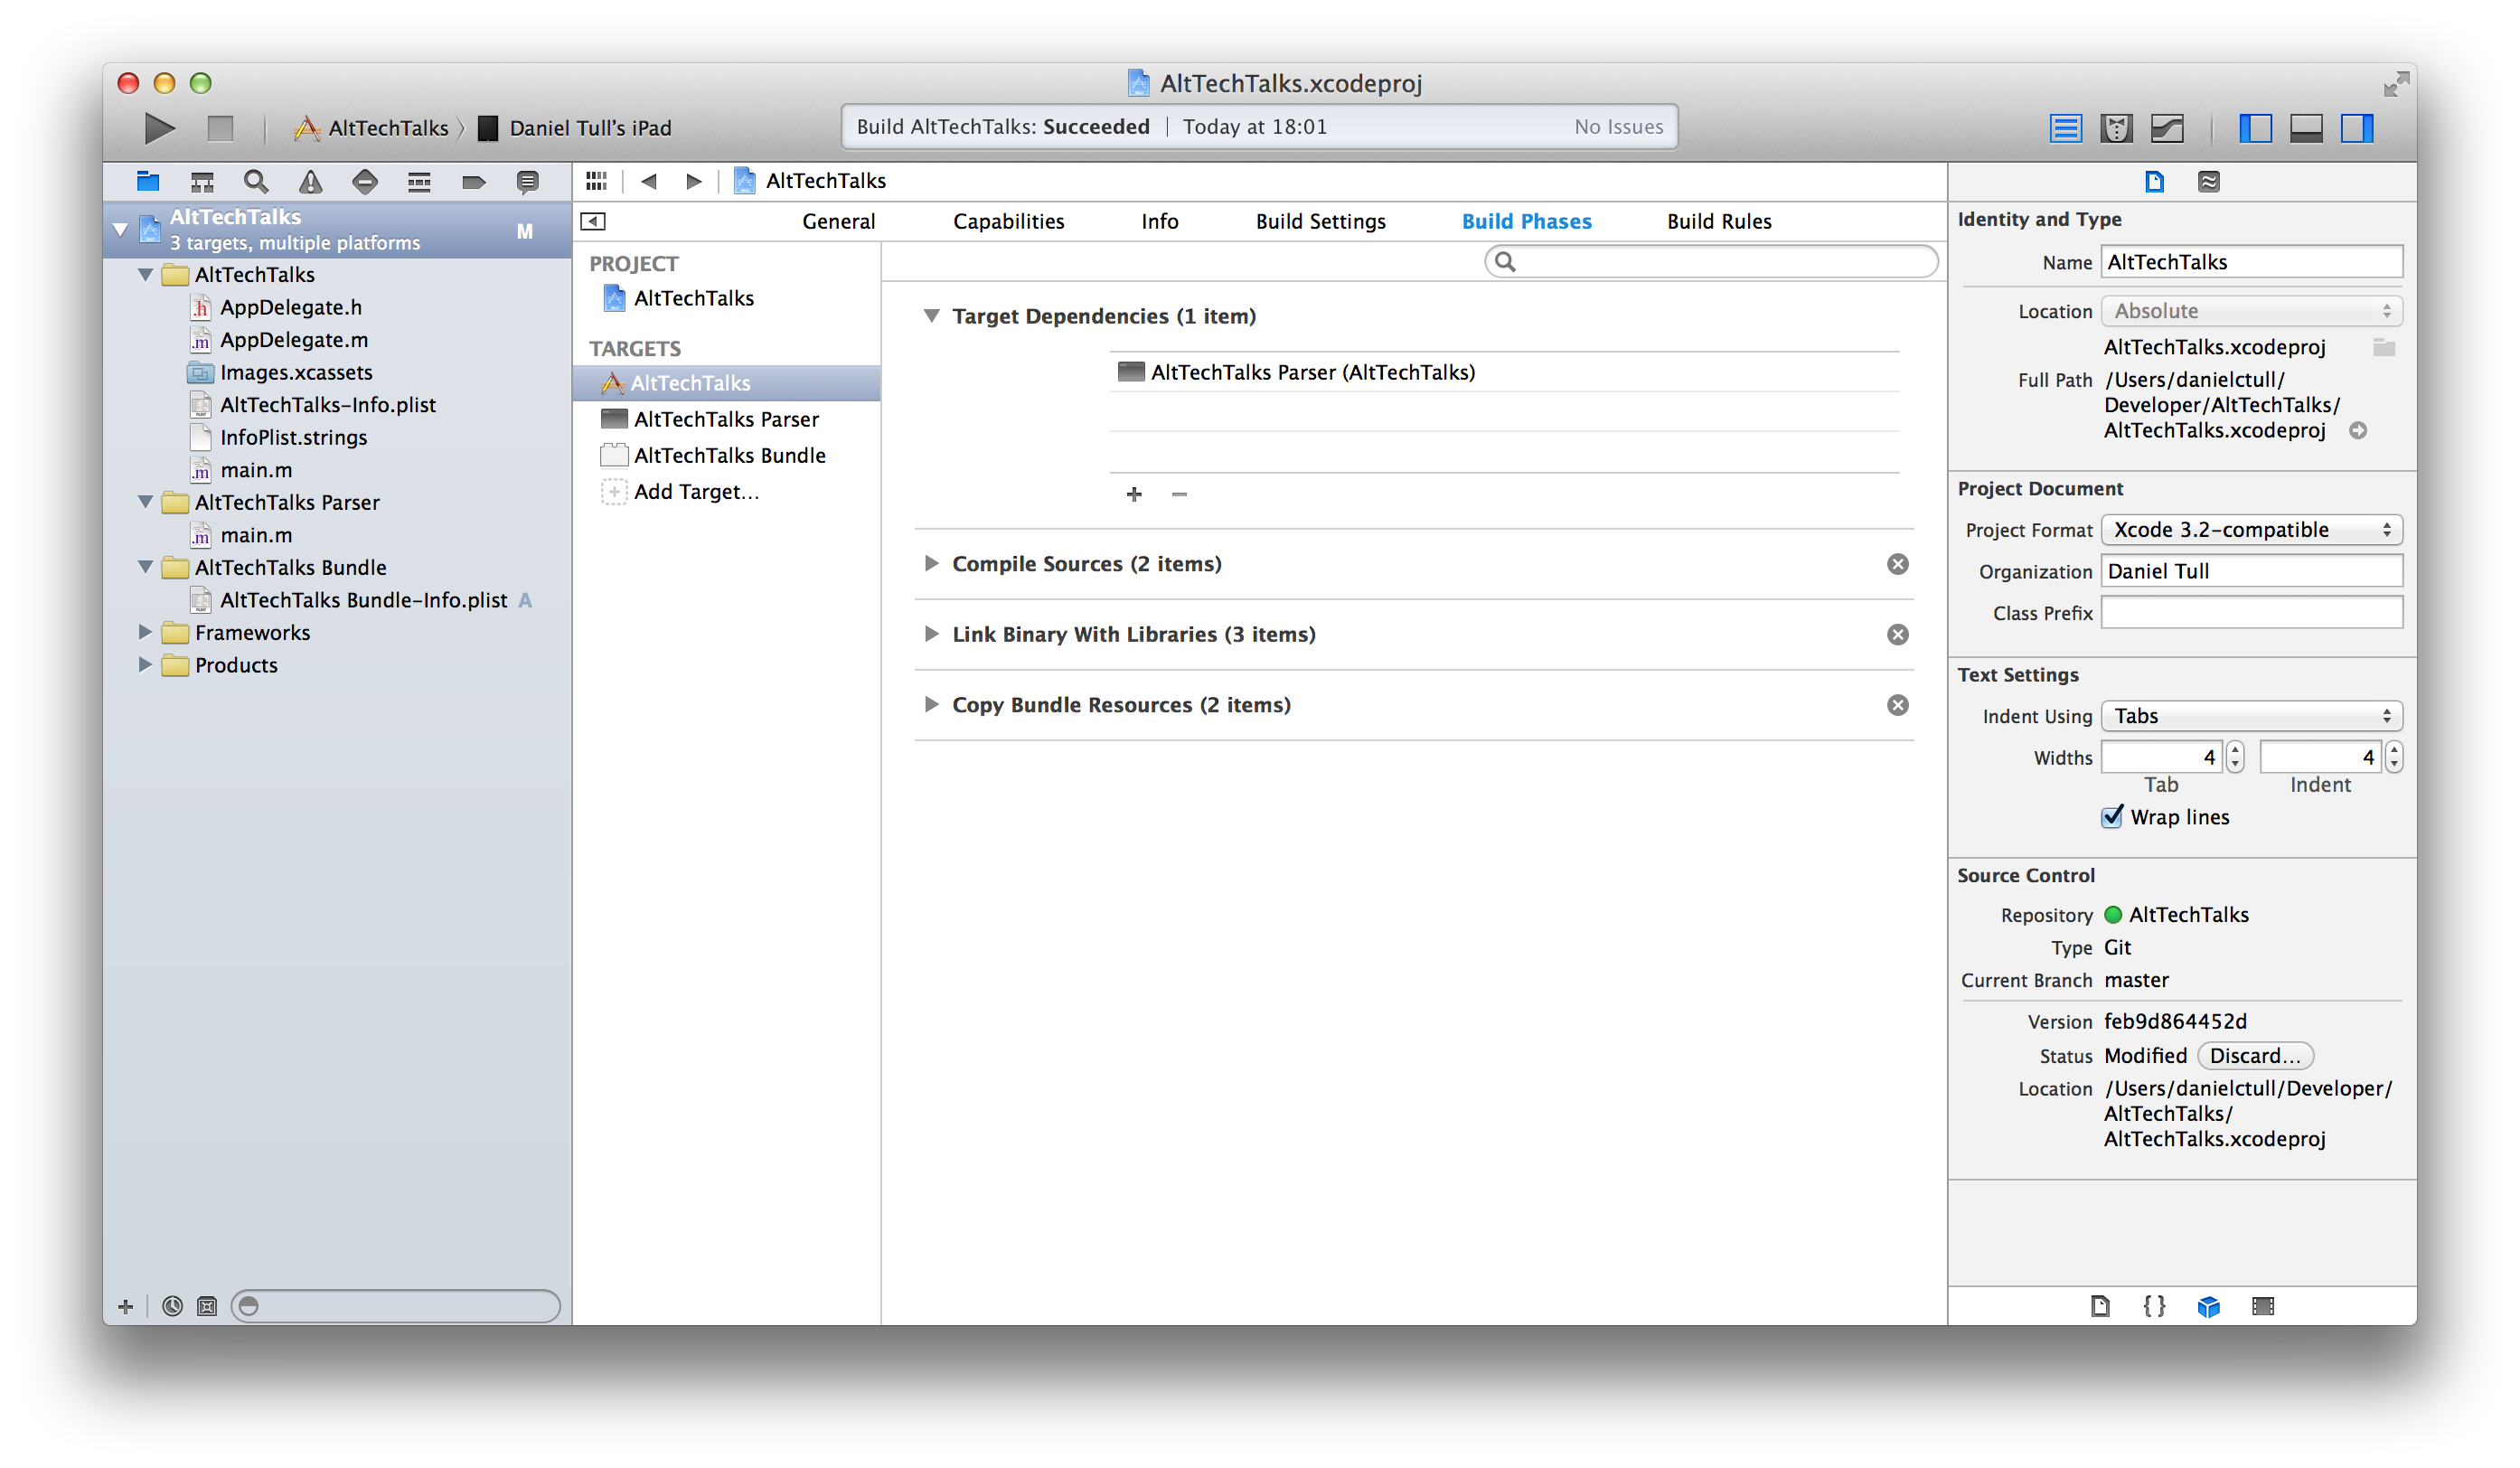 AltTechTalks.xcodeproj
AltTechTalks 〉 Daniel Tull’s iPad
Build AltTechTalks: Succeeded | Today at 18:01 No Issues
AltTechTalks
3 targets, multiple platforms
M
AltTechTalks
AppDelegate.h
AppDelegate.m
Images.xcassets
AltTechTalks-Info.plist
InfoPlist.strings
main.m
AltTechTalks Parser
main.m
AltTechTalks Bundle
AltTechTalks Bundle-Info.plist A
Frameworks
Products
AltTechTalks
General Capabilities Info Build Settings Build Phases Build Rules
PROJECT
AltTechTalks
TARGETS
AltTechTalks
AltTechTalks Parser
AltTechTalks Bundle
Add Target...
Target Dependencies (1 item)
AltTechTalks Parser (AltTechTalks)
Compile Sources (2 items)
Link Binary With Libraries (3 items)
Copy Bundle Resources (2 items)
Identity and Type
Name AltTechTalks
Location Absolute
AltTechTalks.xcodeproj
Full Path /Users/danielctull/
Developer/AltTechTalks/
AltTechTalks.xcodeproj
Project Document
Project Format Xcode 3.2-compatible
Organization Daniel Tull
Class Prefix
Text Settings
Indent Using Tabs
Widths 4 4
Tab Indent
Wrap lines
Source Control
Repository AltTechTalks
Type Git
Current Branch master
Version feb9d864452d
Status Modified Discard...
Location /Users/danielctull/Developer/
AltTechTalks/
AltTechTalks.xcodeproj